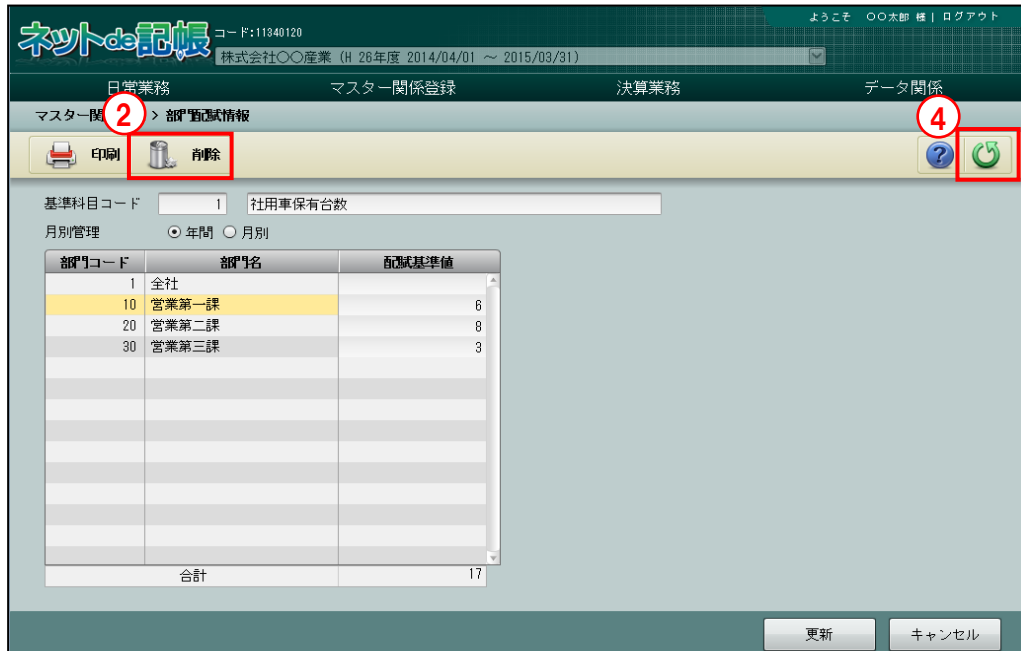 ようこそ 〇〇太郎 様 | ログアウト
ネットde記帳 コード:11340120
株式会社〇〇産業 (H 26年度 2014/04/01 ～ 2015/03/31)
日常業務 マスター関係登録 決算業務 データ関係
マスター関 ② > 部門配賦情報 ④
印刷 削除 ?
基準科目コード 1 社用車保有台数
月別管理 年間 月別
部門コード 部門名 配賦基準値
1 全社
10 営業第一課 6
20 営業第二課 8
30 営業第三課 3
合計 17
更新 キャンセル